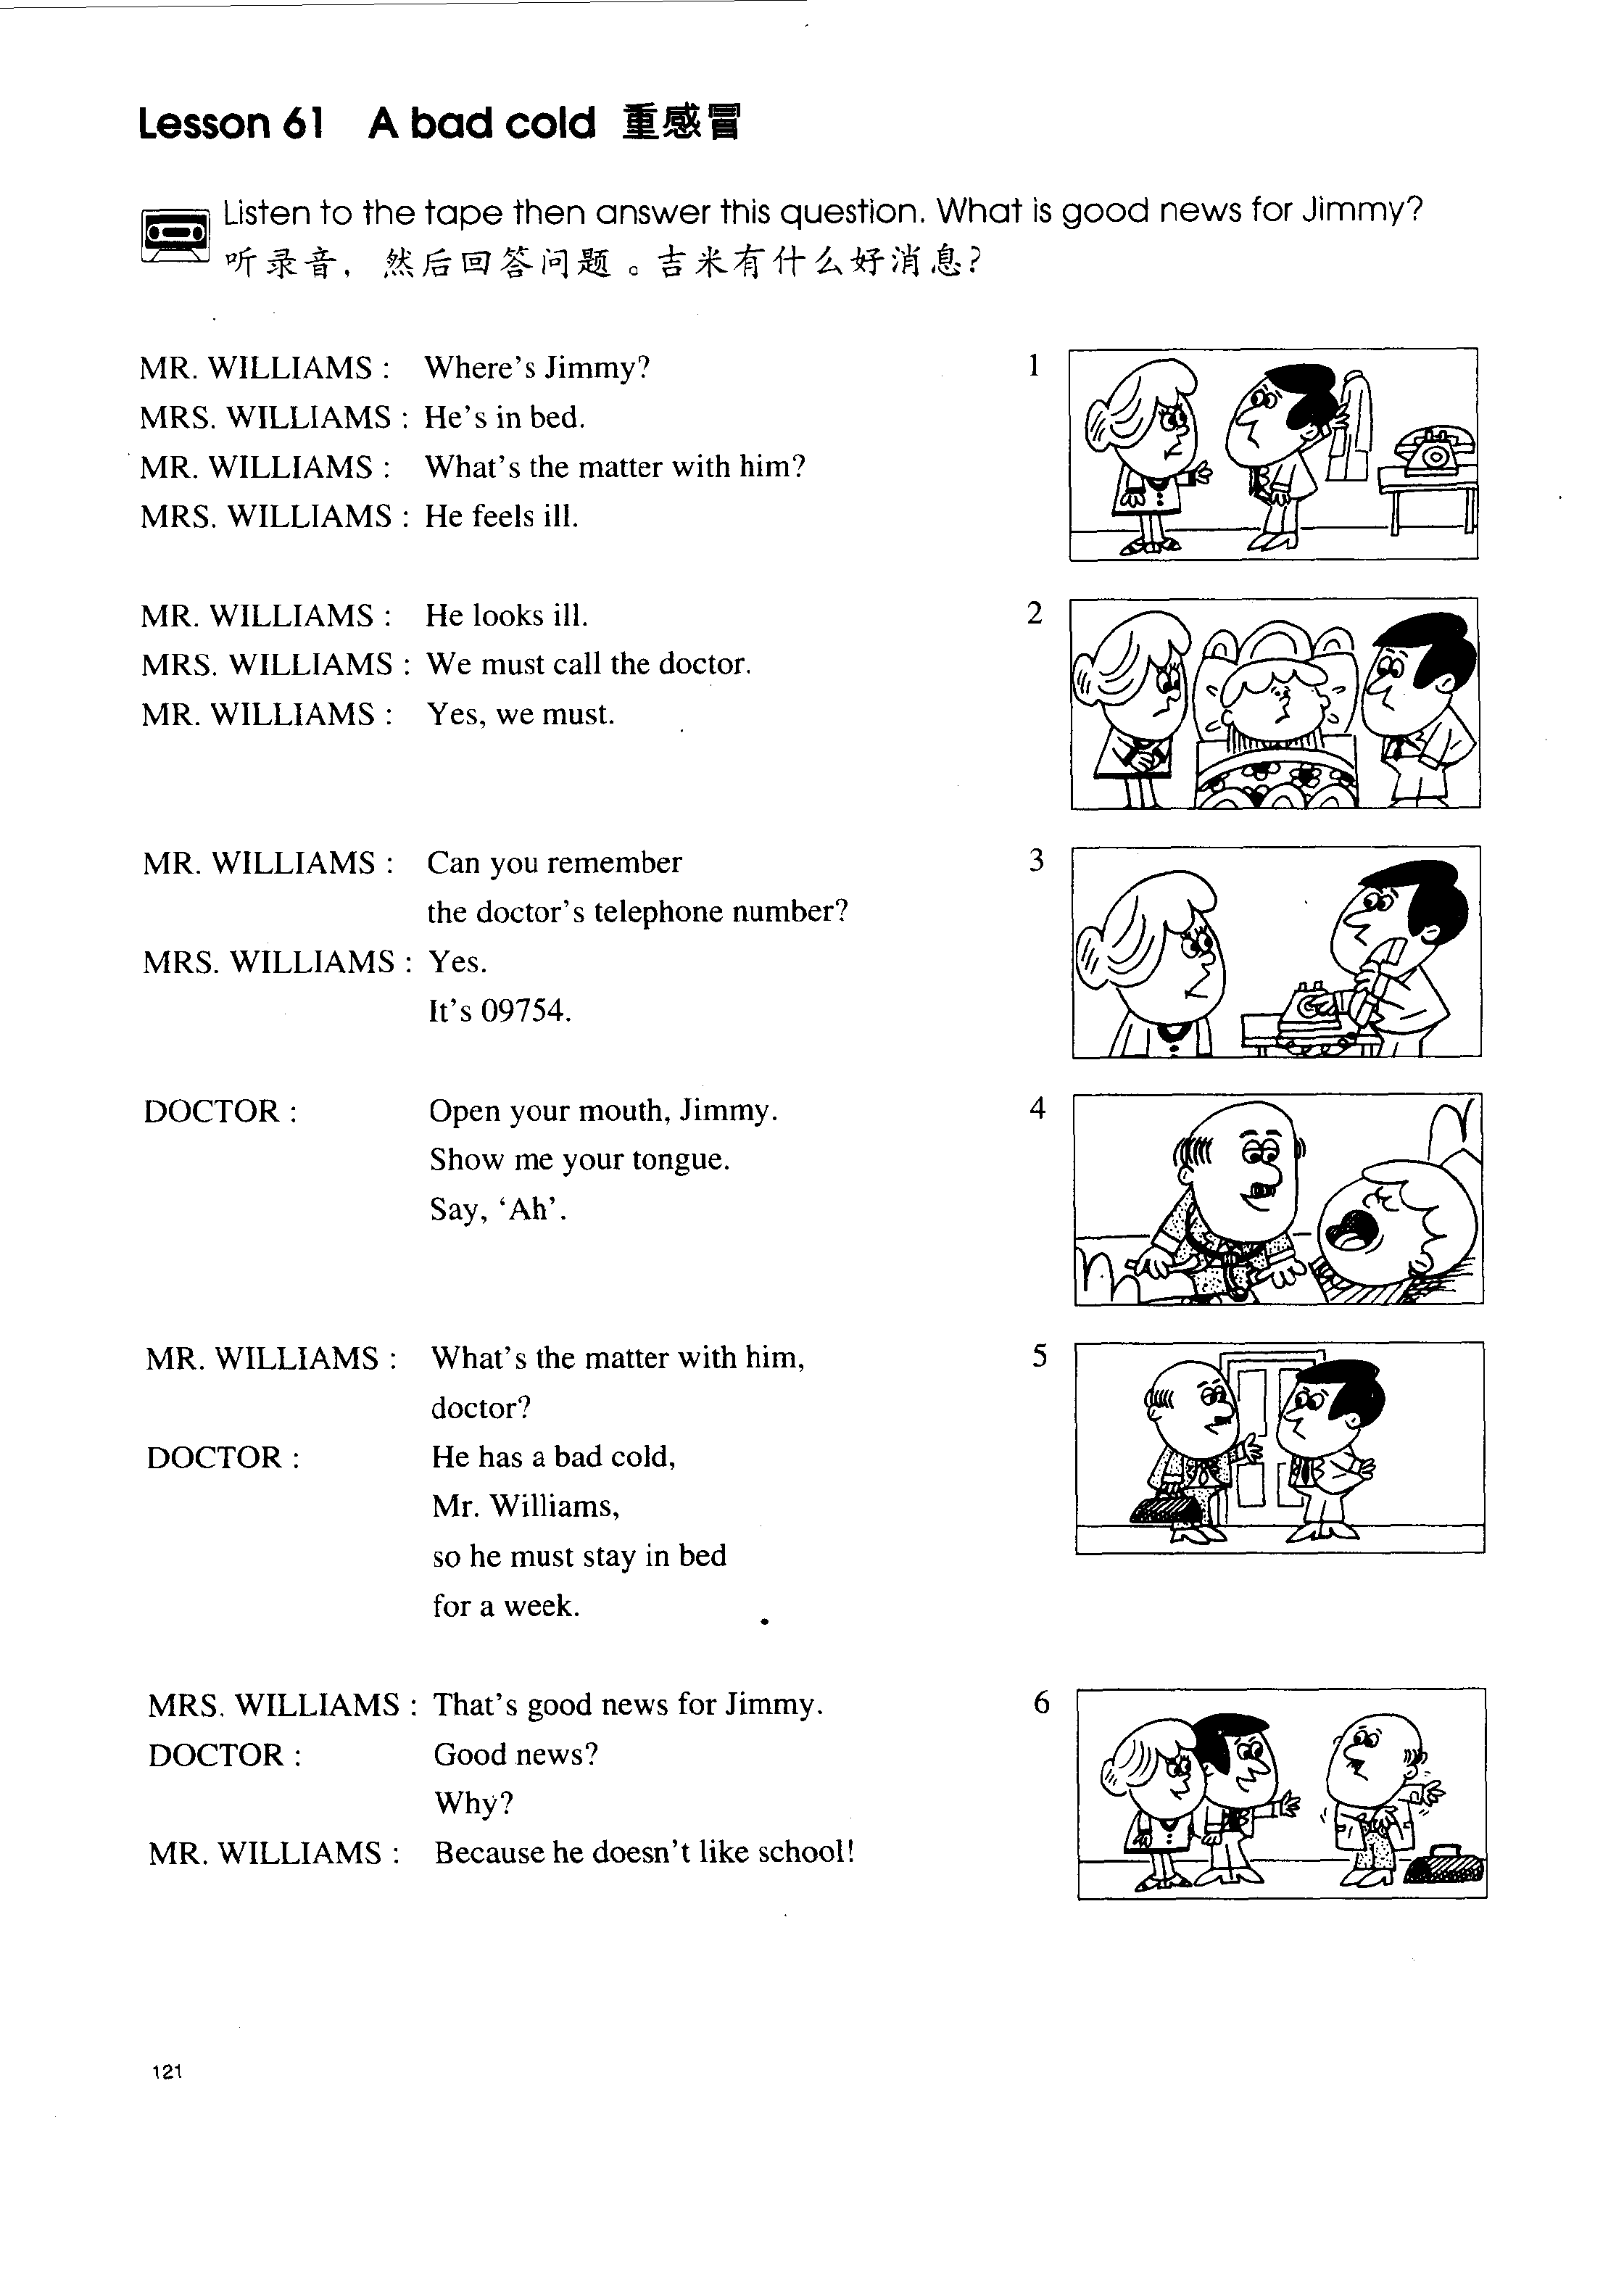 Lesson 61 A bad cold 重感冒
Listen to the tape then answer this question. What is good news for Jimmy?
听录音，然后回答问题。吉米有什么好消息?
MR. WILLIAMS : Where's Jimmy?
MRS. WILLIAMS : He's in bed.
MR. WILLIAMS : What's the matter with him?
MRS. WILLIAMS : He feels ill.
1
MR. WILLIAMS : He looks ill.
MRS. WILLIAMS : We must call the doctor.
MR. WILLIAMS : Yes, we must.
2
MR. WILLIAMS : Can you remember
the doctor's telephone number?
MRS. WILLIAMS : Yes.
It's 09754.
3
DOCTOR : Open your mouth, Jimmy.
Show me your tongue.
Say, ‘Ah’.
4
MR. WILLIAMS : What's the matter with him,
doctor?
DOCTOR : He has a bad cold,
Mr. Williams,
so he must stay in bed
for a week.
5
MRS. WILLIAMS : That's good news for Jimmy.
DOCTOR : Good news?
Why?
MR. WILLIAMS : Because he doesn't like school!
6
121